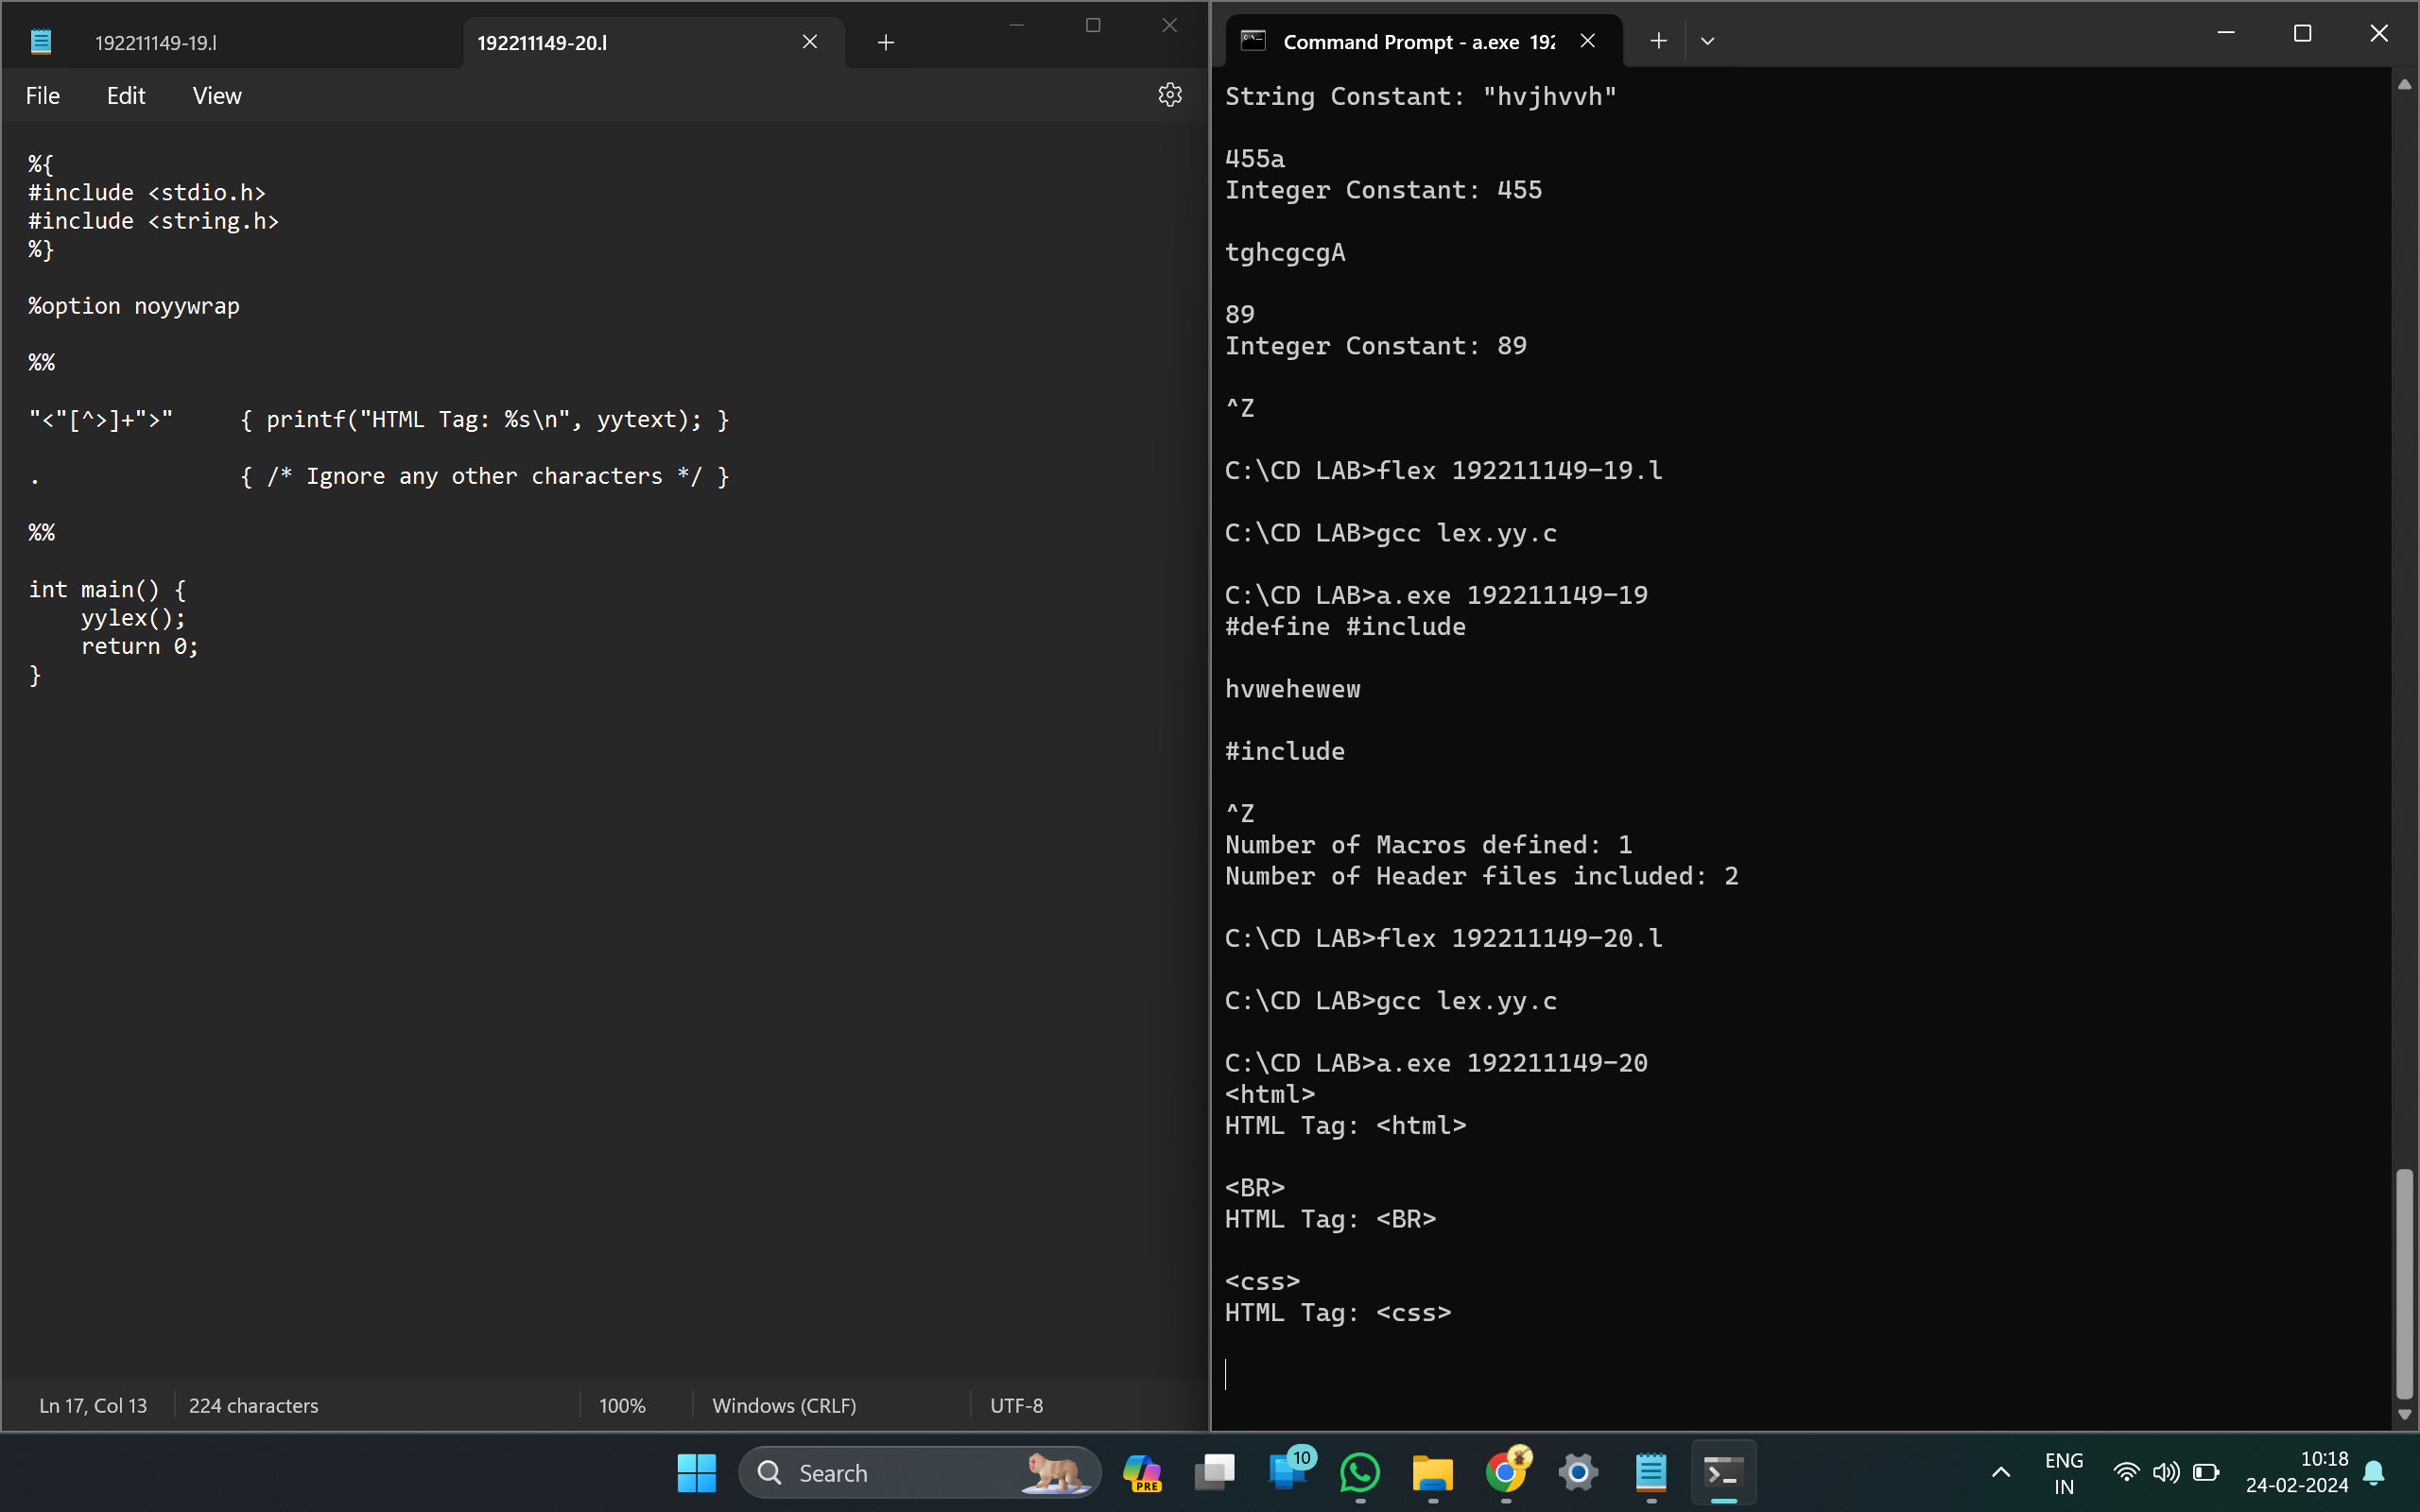 192211149-19.l
192211149-20.l
File Edit View
%{
#include <stdio.h>
#include <string.h>
%}
%option noyywrap
%%
"<"[^>]+">"     { printf("HTML Tag: %s\n", yytext); }
.               { /* Ignore any other characters */ }
%%
int main() {
    yylex();
    return 0;
}
Ln 17, Col 13 224 characters 100% Windows (CRLF) UTF-8
Command Prompt - a.exe 192
String Constant: "hvjhvvh"
455a
Integer Constant: 455
tghcgcgA
89
Integer Constant: 89
^Z
C:\CD LAB>flex 192211149-19.l
C:\CD LAB>gcc lex.yy.c
C:\CD LAB>a.exe 192211149-19
#define #include
hvwehewew
#include
^Z
Number of Macros defined: 1
Number of Header files included: 2
C:\CD LAB>flex 192211149-20.l
C:\CD LAB>gcc lex.yy.c
C:\CD LAB>a.exe 192211149-20
<html>
HTML Tag: <html>
<BR>
HTML Tag: <BR>
<css>
HTML Tag: <css>
Search
PRE
10
ENG
IN
10:18
24-02-2024